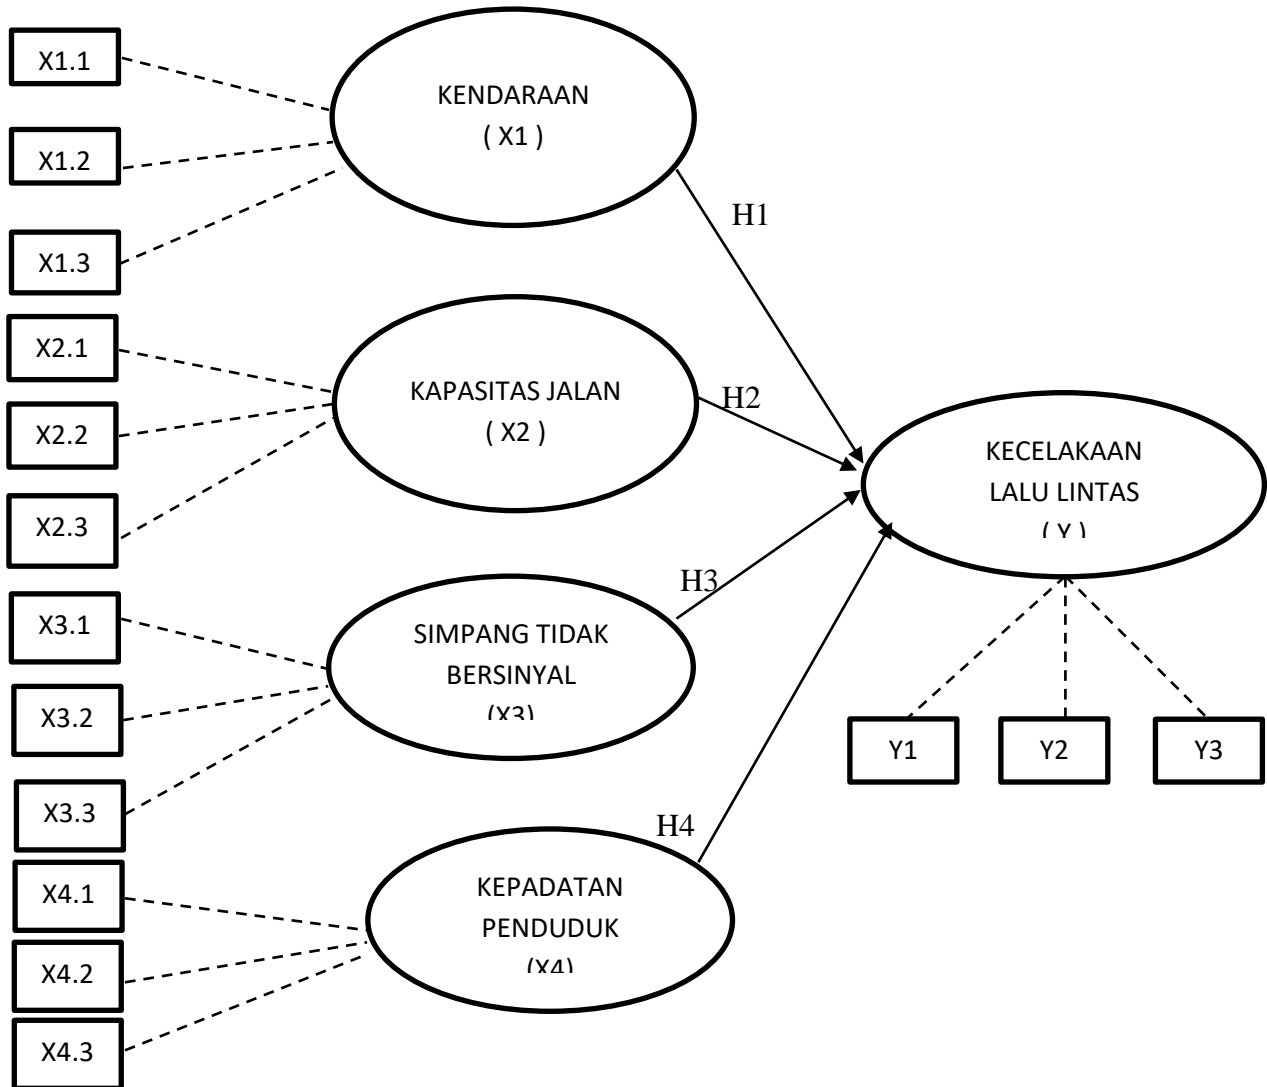 X1.1
X1.2
X1.3
KENDARAAN
( X1 )
H1
X2.1
X2.2
X2.3
KAPASITAS JALAN
( X2 )
H2
KECELAKAAN
LALU LINTAS
( Y )
X3.1
X3.2
X3.3
SIMPANG TIDAK
BERSINYAL
(X3)
H3
Y1
Y2
Y3
X4.1
X4.2
X4.3
KEPADATAN
PENDUDUK
(X4)
H4